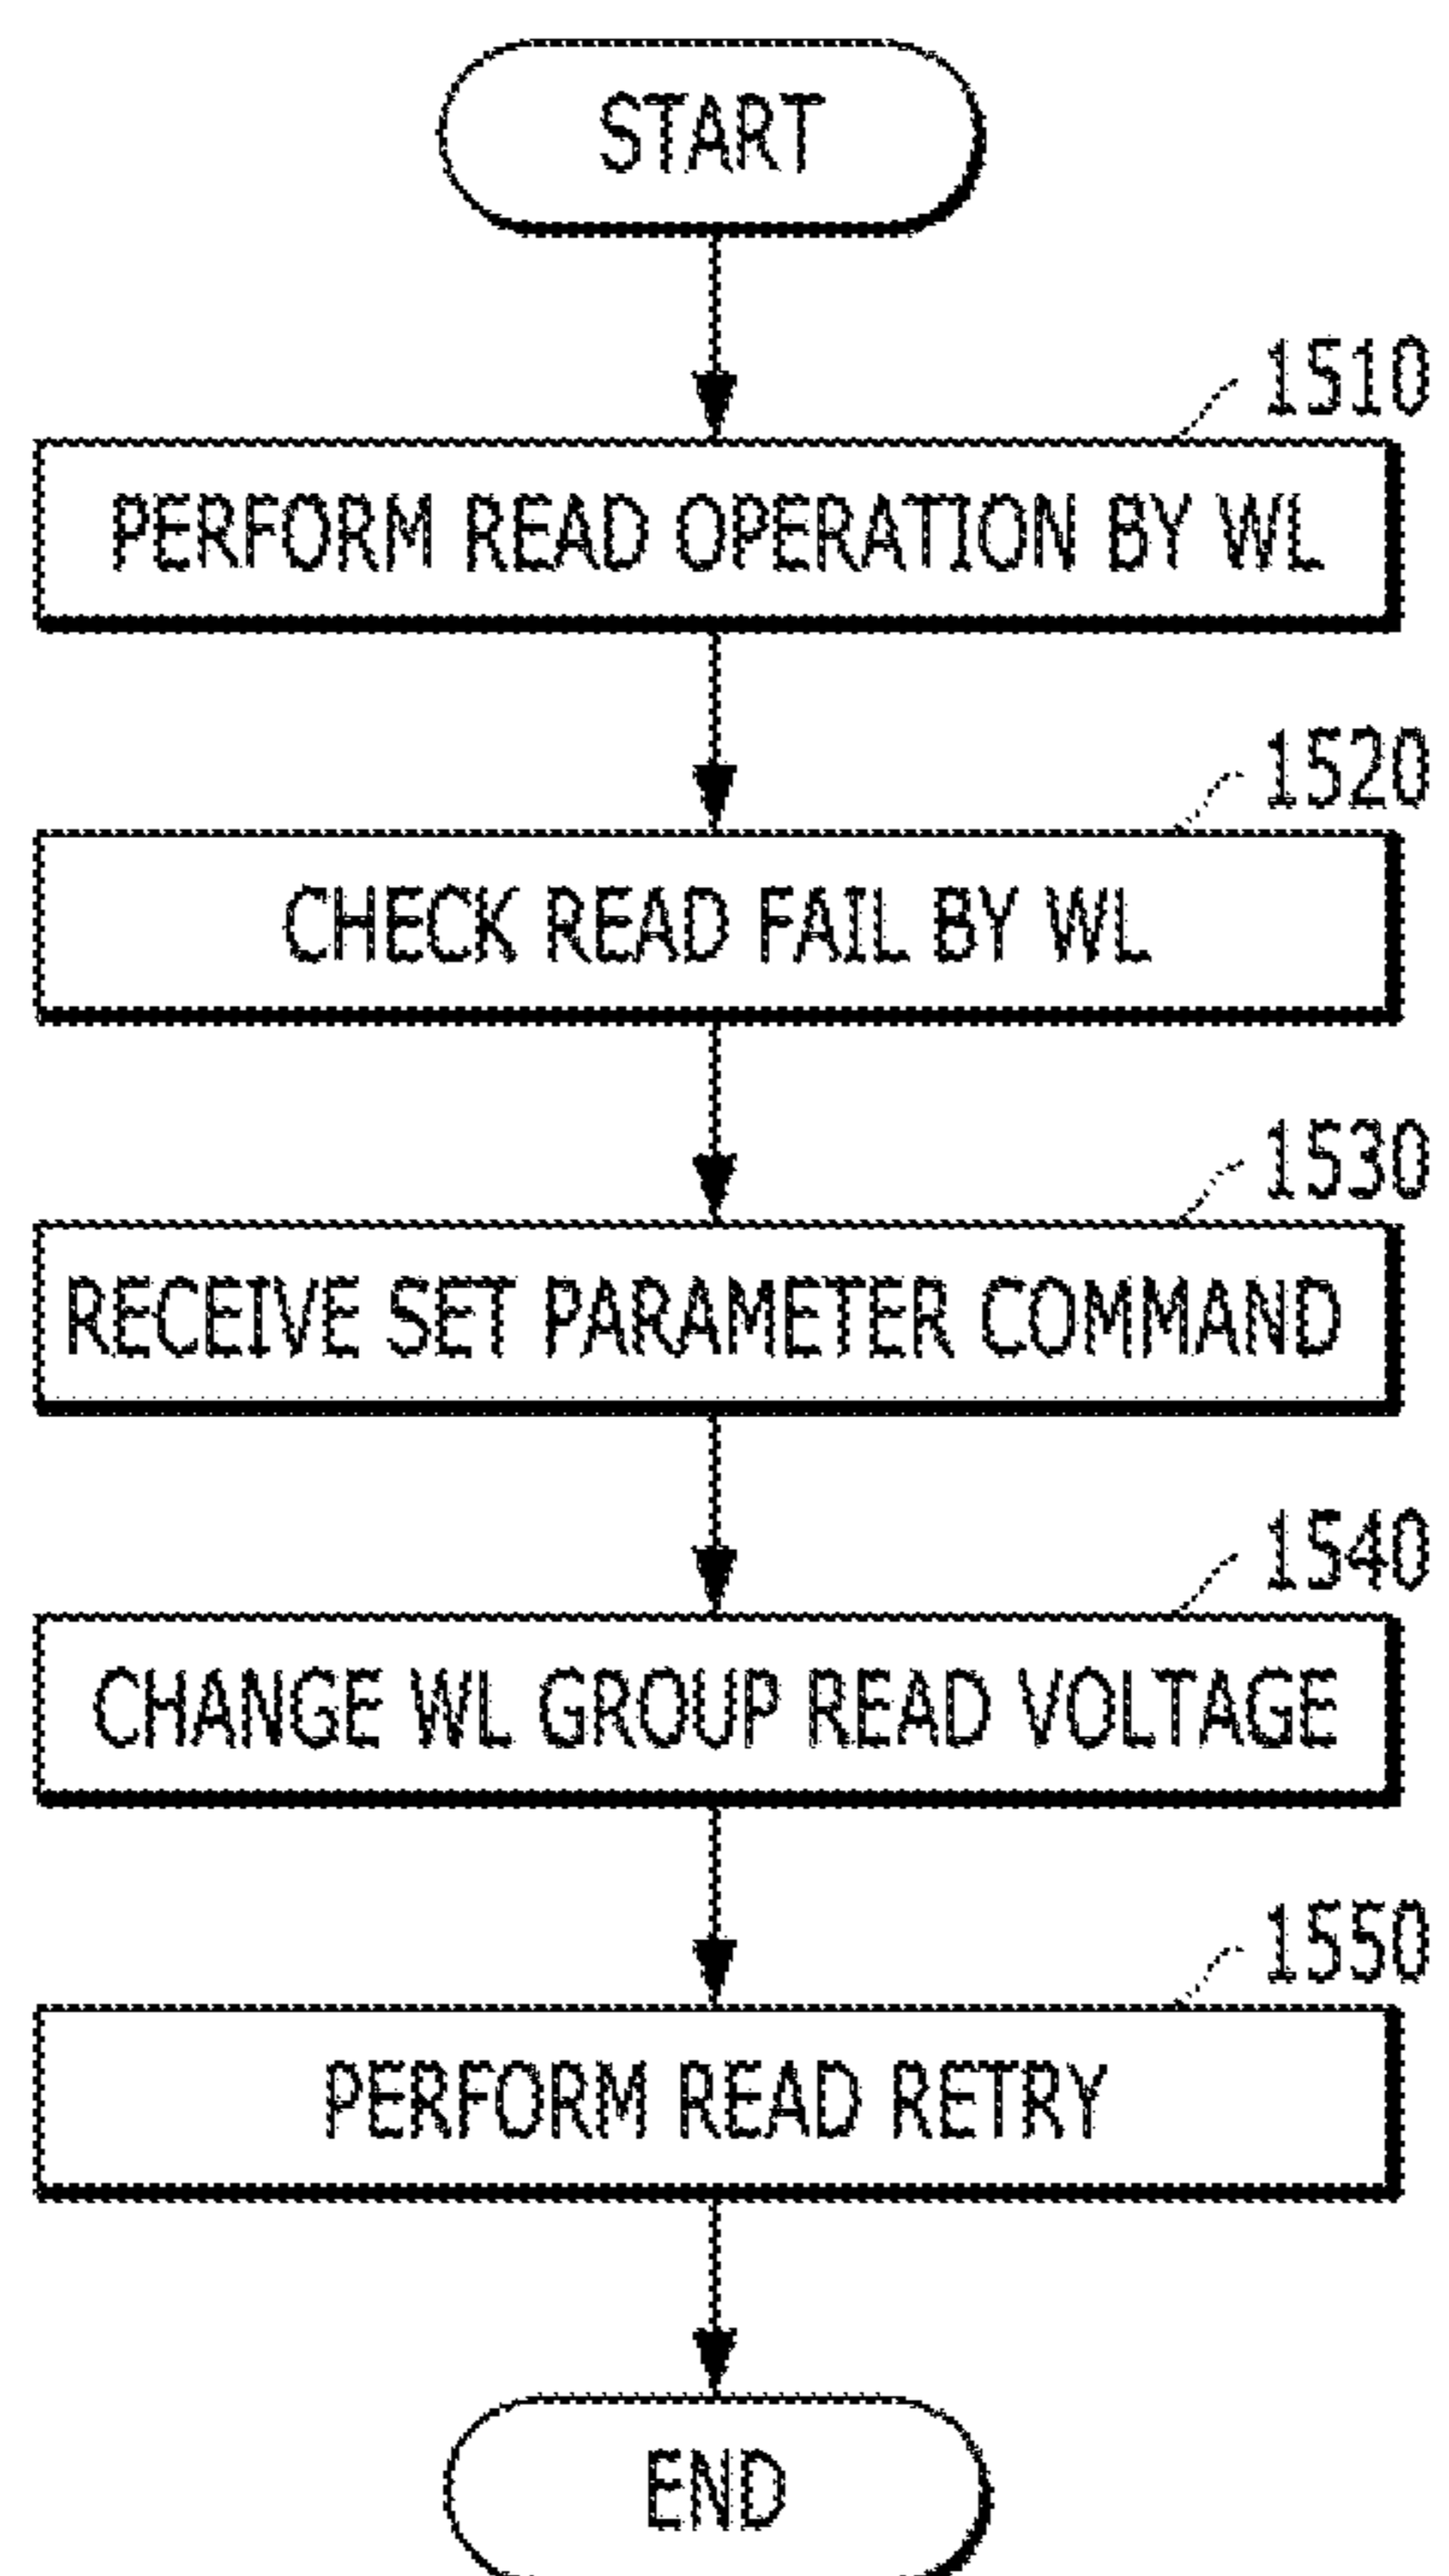 START
1510
PERFORM READ OPERATION BY WL
1520
CHECK READ FAIL BY WL
1530
RECEIVE SET PARAMETER COMMAND
1540
CHANGE WL GROUP READ VOLTAGE
1550
PERFORM READ RETRY
END